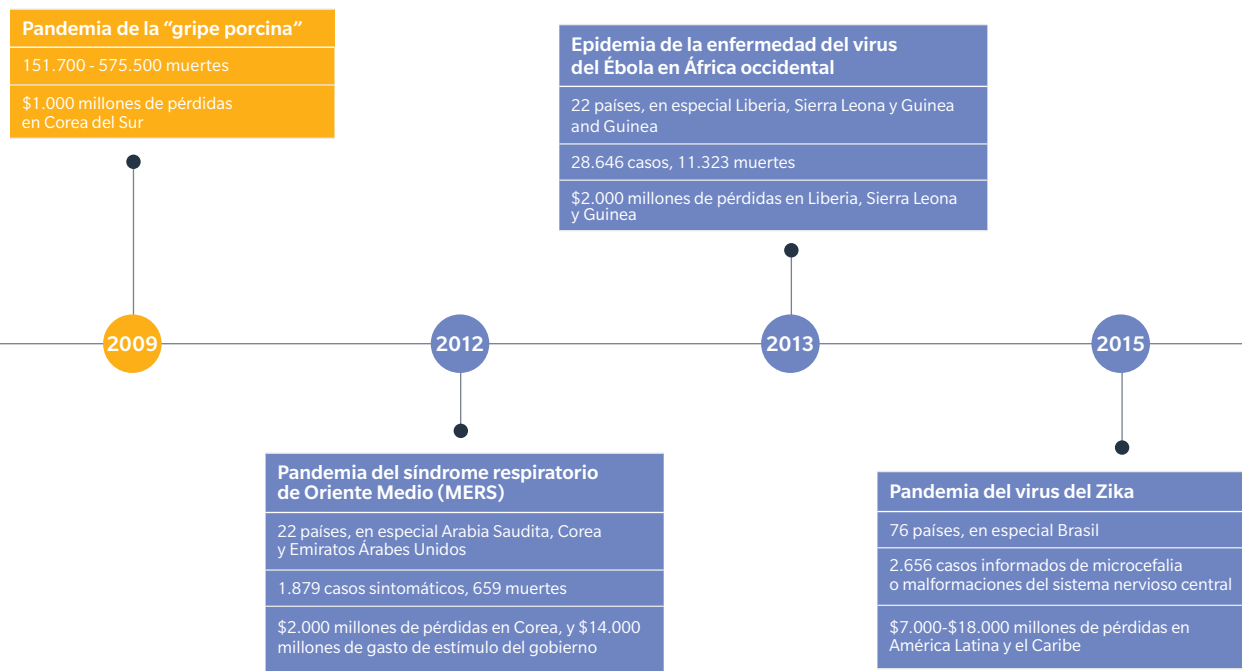 Pandemia de la “gripe porcina”
151.700 - 575.500 muertes
$1.000 millones de pérdidas
en Corea del Sur
Epidemia de la enfermedad del virus
del Ébola en África occidental
22 países, en especial Liberia, Sierra Leona y Guinea
and Guinea
28.646 casos, 11.323 muertes
$2.000 millones de pérdidas en Liberia, Sierra Leona
y Guinea
2009
2012
2013
2015
Pandemia del síndrome respiratorio
de Oriente Medio (MERS)
22 países, en especial Arabia Saudita, Corea
y Emiratos Árabes Unidos
1.879 casos sintomáticos, 659 muertes
$2.000 millones de pérdidas en Corea, y $14.000
millones de gasto de estímulo del gobierno
Pandemia del virus del Zika
76 países, en especial Brasil
2.656 casos informados de microcefalia
o malformaciones del sistema nervioso central
$7.000-$18.000 millones de pérdidas en
América Latina y el Caribe